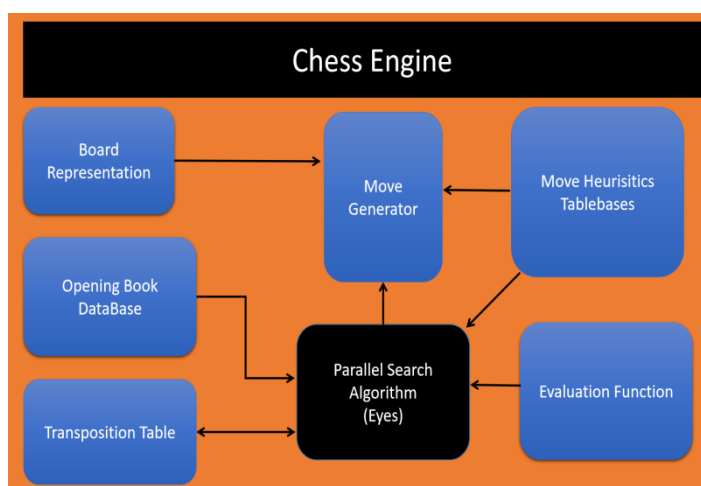 Chess Engine
Board
Representation
Move
Generator
Move Heurisitics
Tablebases
Opening Book
DataBase
Parallel Search
Algorithm
(Eyes)
Evaluation Function
Transposition Table